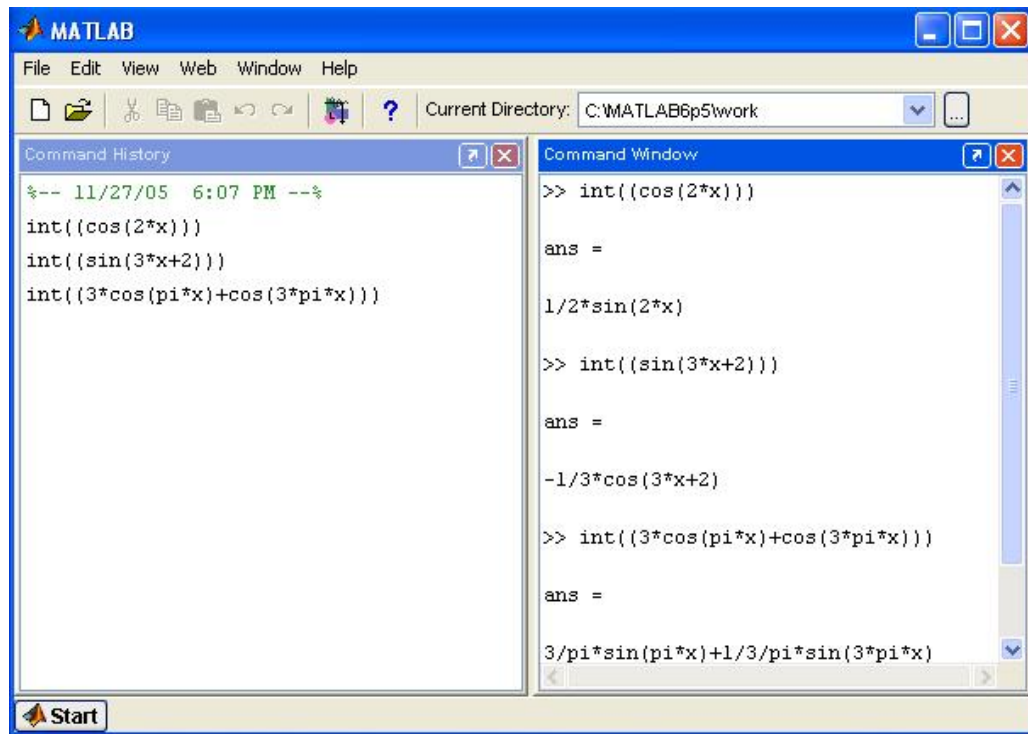 MATLAB
File Edit View Web Window Help
? Current Directory: C:\MATLAB6p5\work ...
Command History
%-- 11/27/05 6:07 PM --%
int((cos(2*x)))
int((sin(3*x+2)))
int((3*cos(pi*x)+cos(3*pi*x)))
Command Window
>> int((cos(2*x)))
ans =
1/2*sin(2*x)
>> int((sin(3*x+2)))
ans =
-1/3*cos(3*x+2)
>> int((3*cos(pi*x)+cos(3*pi*x)))
ans =
3/pi*sin(pi*x)+1/3/pi*sin(3*pi*x)
Start